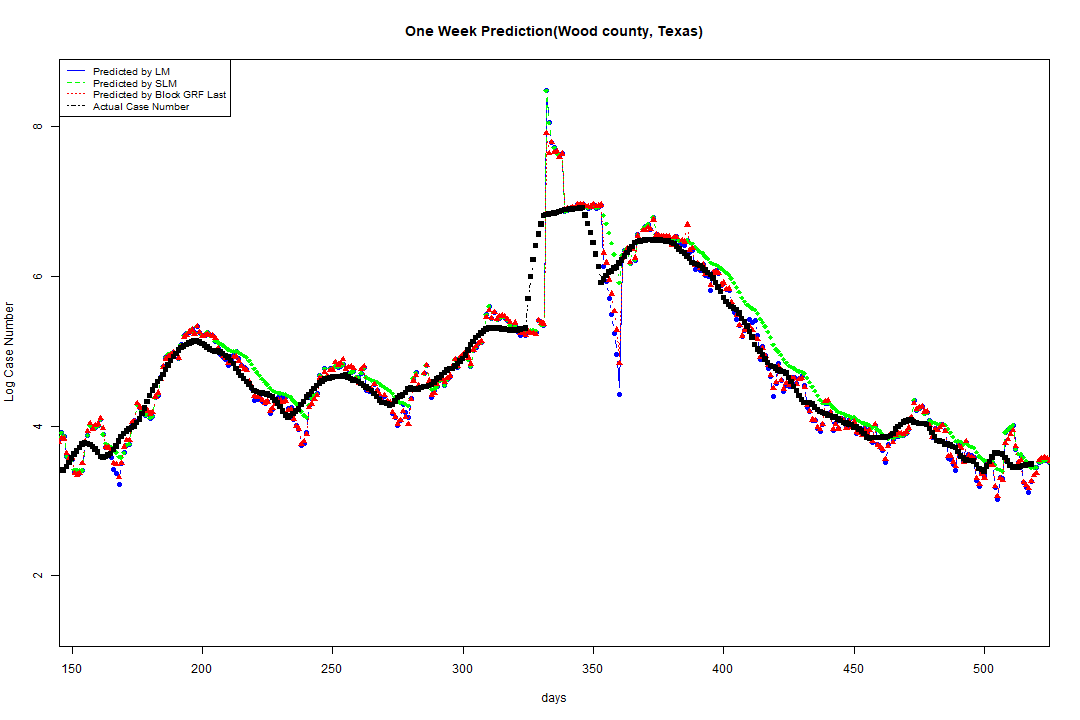 One Week Prediction(Wood county, Texas)
Predicted by LM
Predicted by SLM
Predicted by Block GRF Last
Actual Case Number
8
6
4
2
Log Case Number
150 200 250 300 350 400 450 500
days